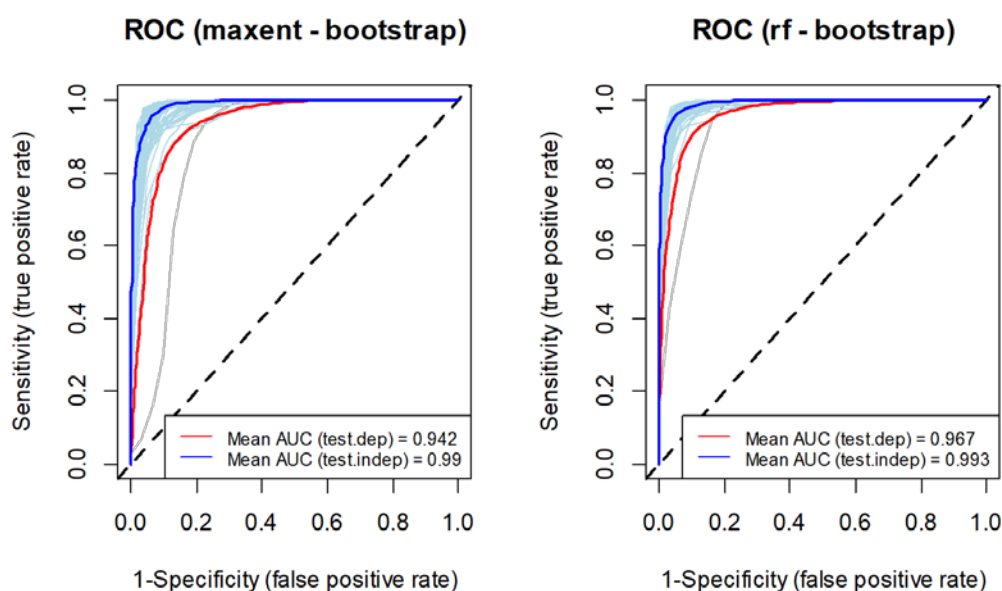 ROC (maxent - bootstrap)
Sensitivity (true positive rate)
1.0
0.8
0.6
0.4
0.2
0.0
Mean AUC (test.dep) = 0.942
Mean AUC (test.indep) = 0.99
0.0 0.2 0.4 0.6 0.8 1.0
1-Specificity (false positive rate)
ROC (rf - bootstrap)
Sensitivity (true positive rate)
1.0
0.8
0.6
0.4
0.2
0.0
Mean AUC (test.dep) = 0.967
Mean AUC (test.indep) = 0.993
0.0 0.2 0.4 0.6 0.8 1.0
1-Specificity (false positive rate)